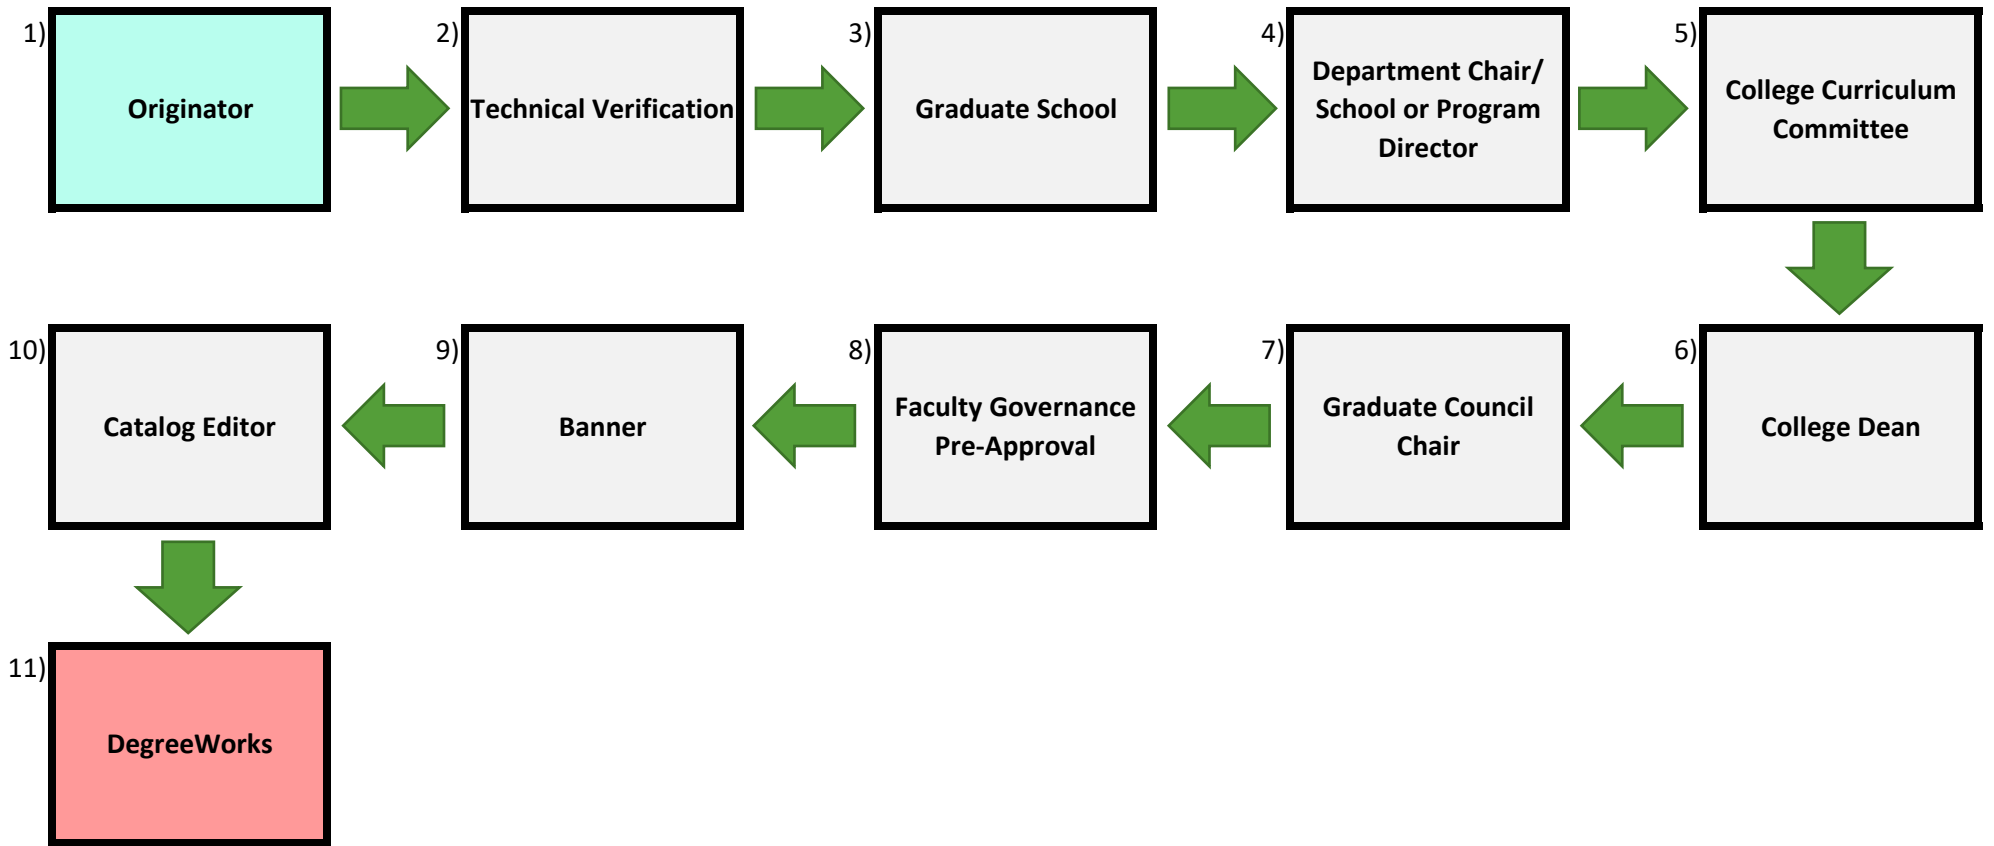 1)
Originator
2)
Technical Verification
3)
Graduate School
4)
Department Chair/
School or Program
Director
5)
College Curriculum
Committee
6)
College Dean
7)
Graduate Council
Chair
8)
Faculty Governance
Pre-Approval
9)
Banner
10)
Catalog Editor
11)
DegreeWorks